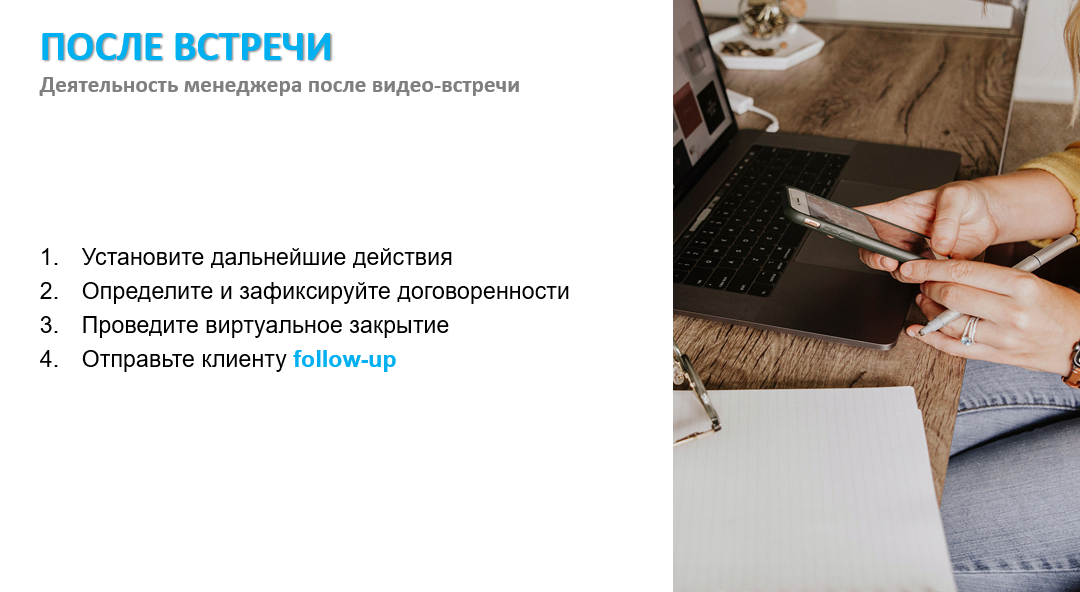 ПОСЛЕ ВСТРЕЧИ
Деятельность менеджера после видео-встречи
1. Установите дальнейшие действия
2. Определите и зафиксируйте договоренности
3. Проведите виртуальное закрытие
4. Отправьте клиенту follow-up